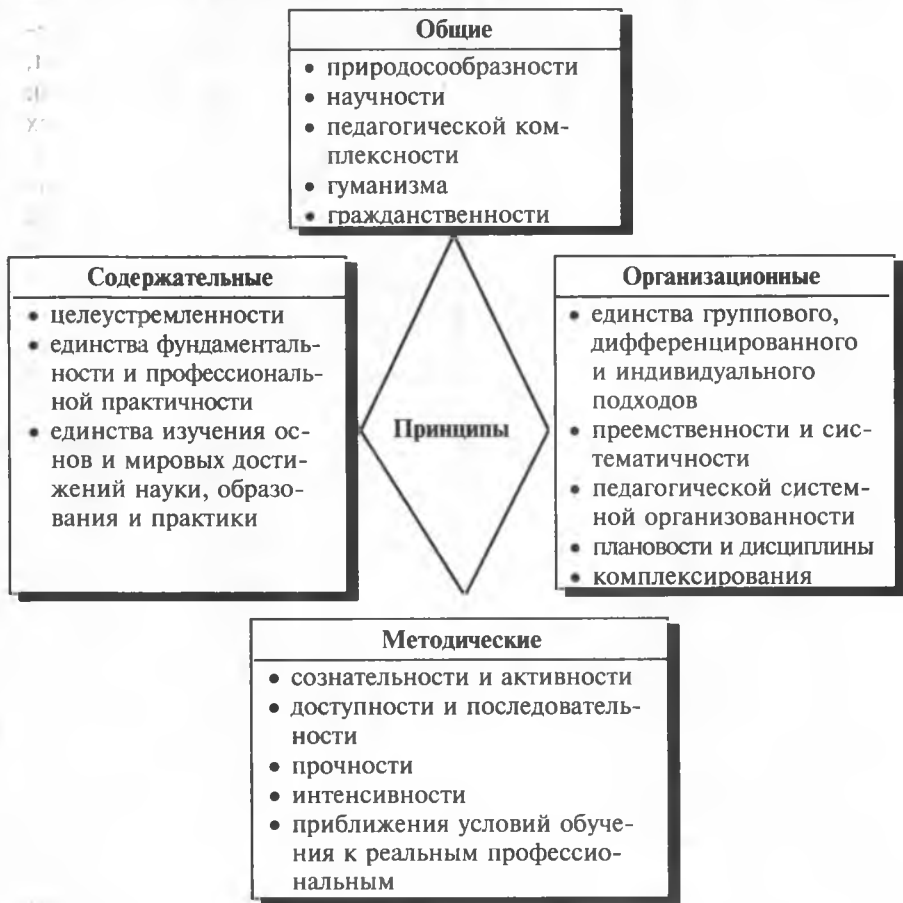 Общие
• природосообразности
• научности
• педагогической ком-
плексности
• гуманизма
• гражданственности
Содержательные
• целеустремленности
• единства фундаменталь-
ности и профессиональ-
ной практичности
• единства изучения ос-
нов и мировых дости-
жений науки, образо-
вания и практики
Принципы
Организационные
• единства группового,
дифференцированного
и индивидуального
подходов
• преемственности и сис-
тематичности
• педагогической систем-
ной организованности
• плановости и дисциплины
• комплексирования
Методические
• сознательности и активности
• доступности и последователь-
ности
• прочности
• интенсивности
• приближения условий обуче-
ния к реальным профессио-
нальным